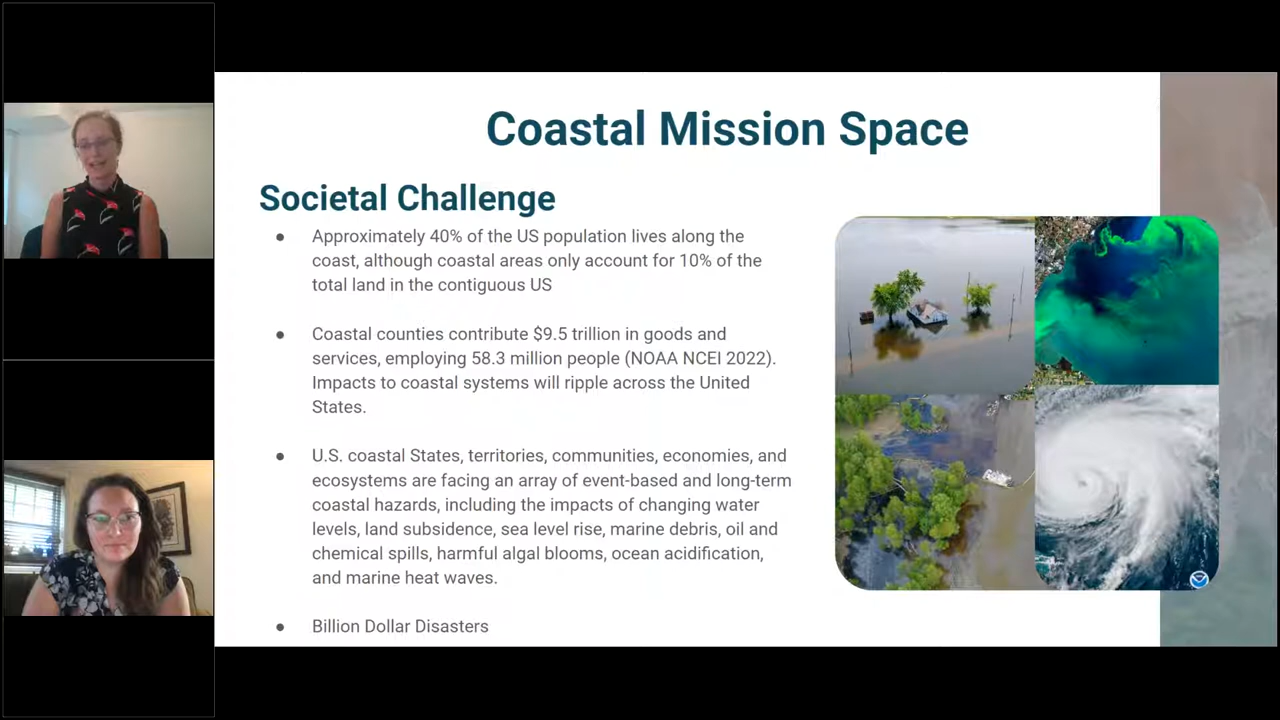 Coastal Mission Space
Societal Challenge
● Approximately 40% of the US population lives along the
coast, although coastal areas only account for 10% of the
total land in the contiguous US
● Coastal counties contribute $9.5 trillion in goods and
services, employing 58.3 million people (NOAA NCEI 2022).
Impacts to coastal systems will ripple across the United
States.
● U.S. coastal States, territories, communities, economies, and
ecosystems are facing an array of event-based and long-term
coastal hazards, including the impacts of changing water
levels, land subsidence, sea level rise, marine debris, oil and
chemical spills, harmful algal blooms, ocean acidification,
and marine heat waves.
● Billion Dollar Disasters